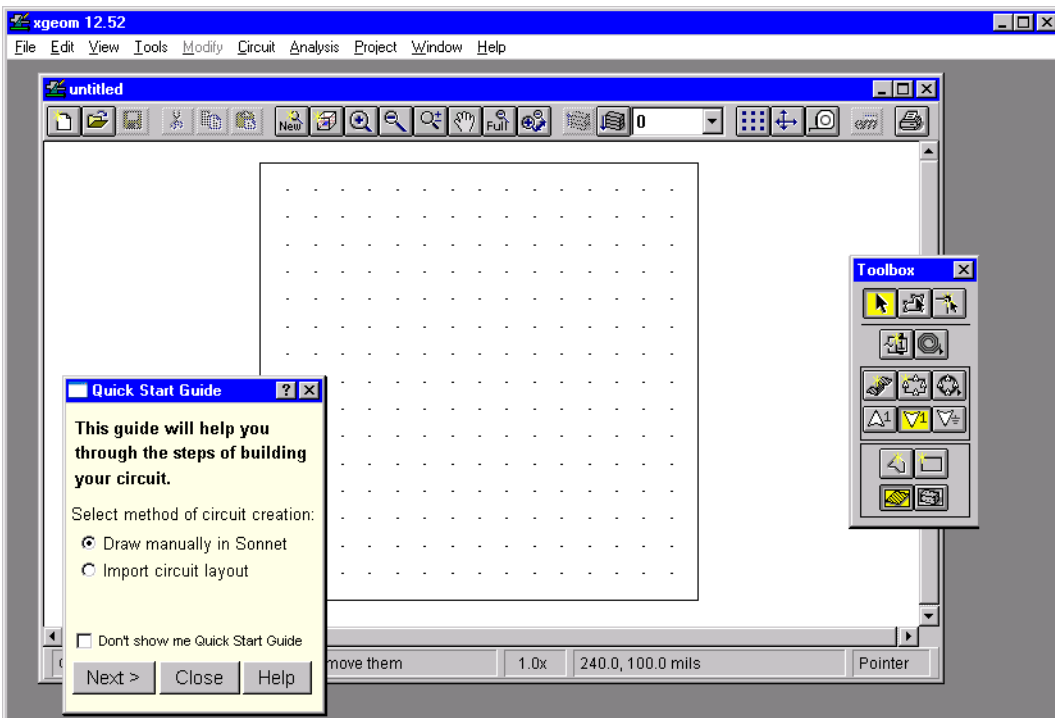 xgeom 12.52
File Edit View Tools Modify Circuit Analysis Project Window Help
untitled
New Full 0 em
Toolbox
1 1
Quick Start Guide
This guide will help you
through the steps of building
your circuit.
Select method of circuit creation:
Draw manually in Sonnet
Import circuit layout
Don't show me Quick Start Guide
Next > Close Help
move them 1.0x 240.0, 100.0 mils Pointer